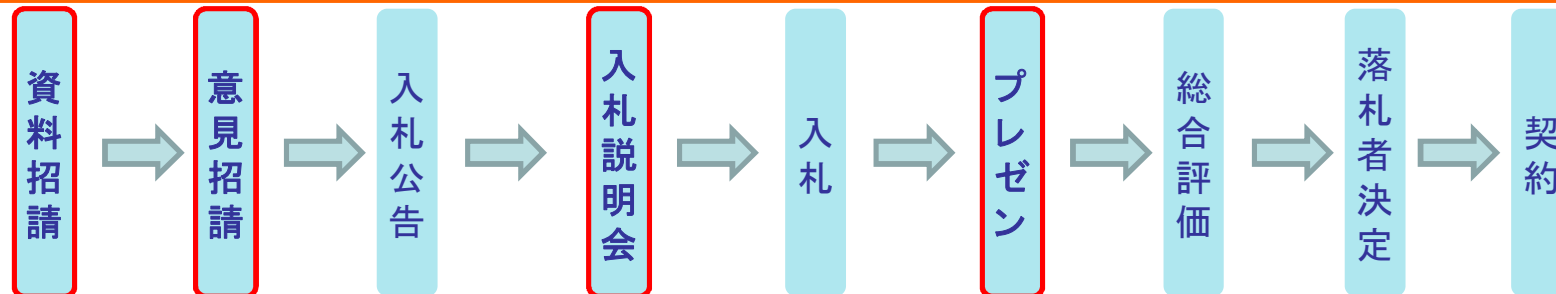 資料招請
意見招請
入札公告
入札説明会
入札
プレゼン
総合評価
落札者決定
契約